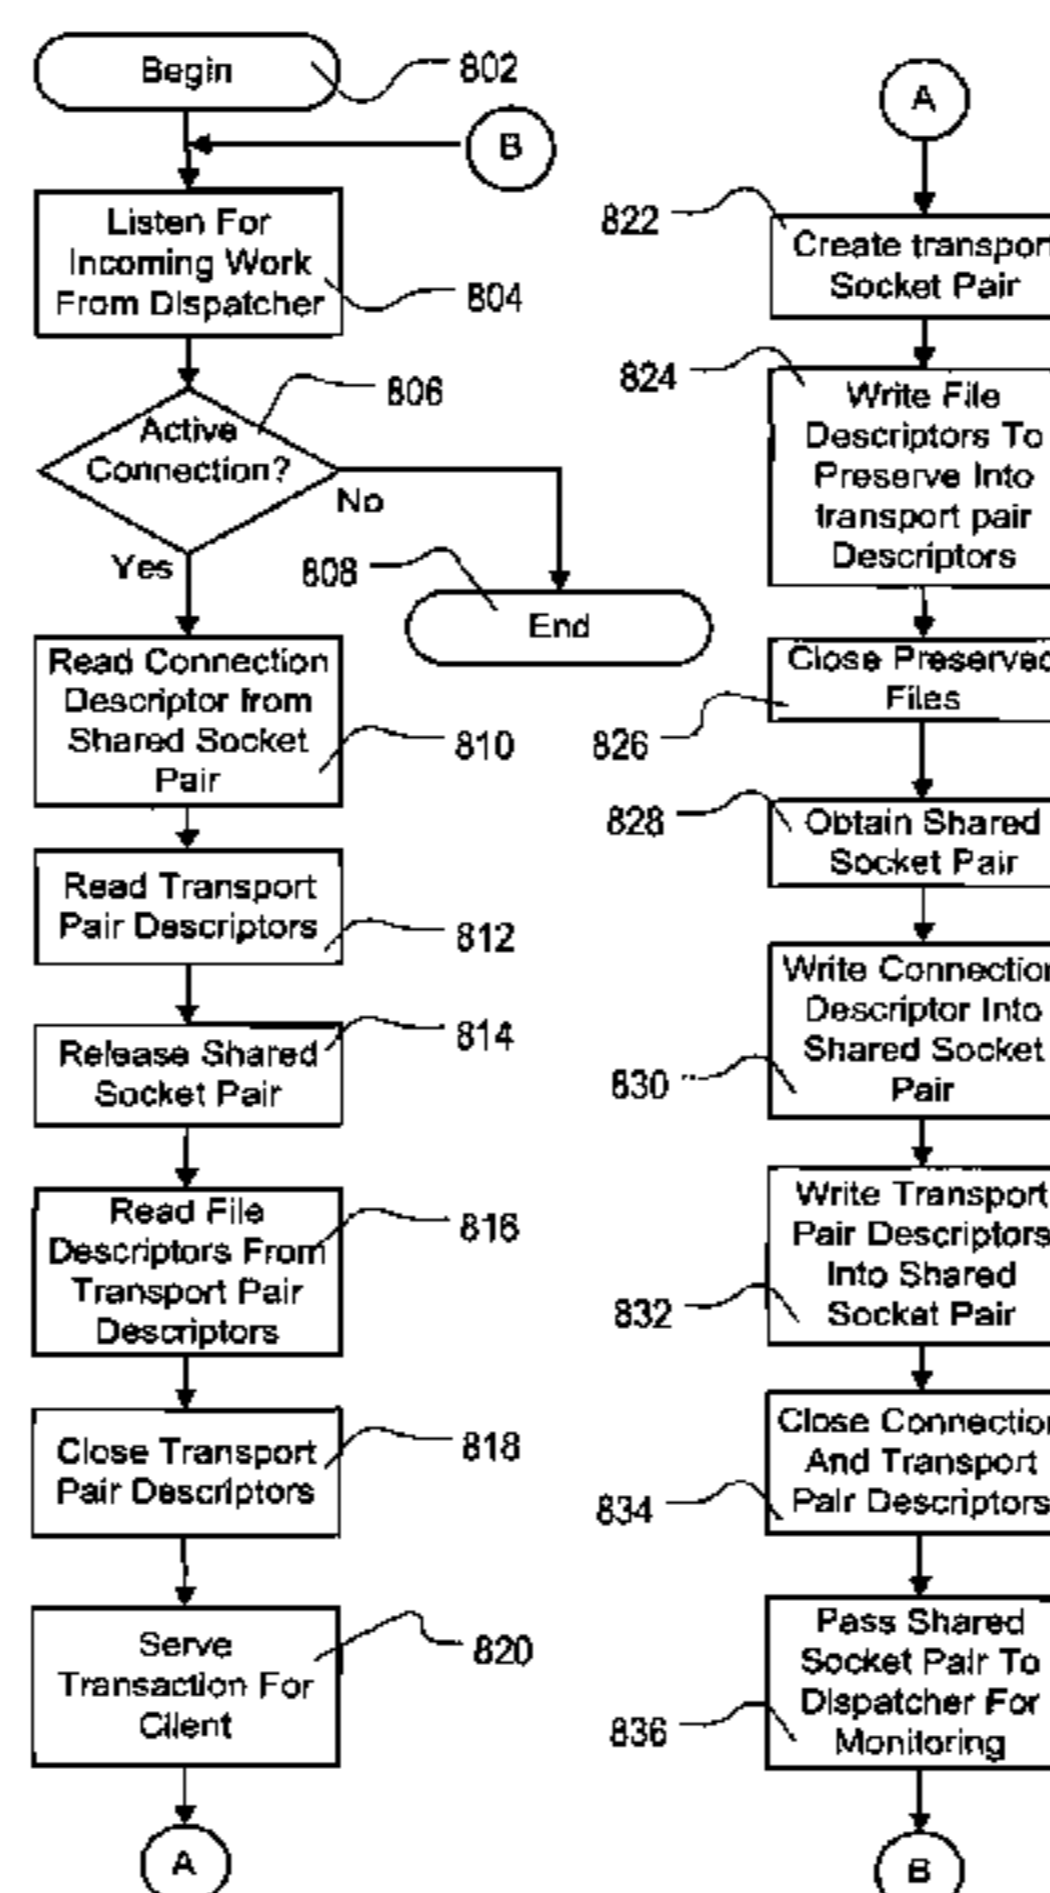 Begin
802
B
Listen For
Incoming Work
From Dispatcher
804
Active
Connection?
806
No
Yes
808
End
Read Connection
Descriptor from
Shared Socket
Pair
810
Read Transport
Pair Descriptors
812
Release Shared
Socket Pair
814
Read File
Descriptors From
Transport Pair
Descriptors
816
Close Transport
Pair Descriptors
818
Serve
Transaction For
Client
820
A
A
822
Create transport
Socket Pair
824
Write File
Descriptors To
Preserve Into
transport pair
Descriptors
Close Preserved
Files
826
828
Obtain Shared
Socket Pair
Write Connection
Descriptor Into
Shared Socket
Pair
830
Write Transport
Pair Descriptors
Into Shared
Socket Pair
832
Close Connection
And Transport
Pair Descriptors
834
Pass Shared
Socket Pair To
Dispatcher For
Monitoring
836
B